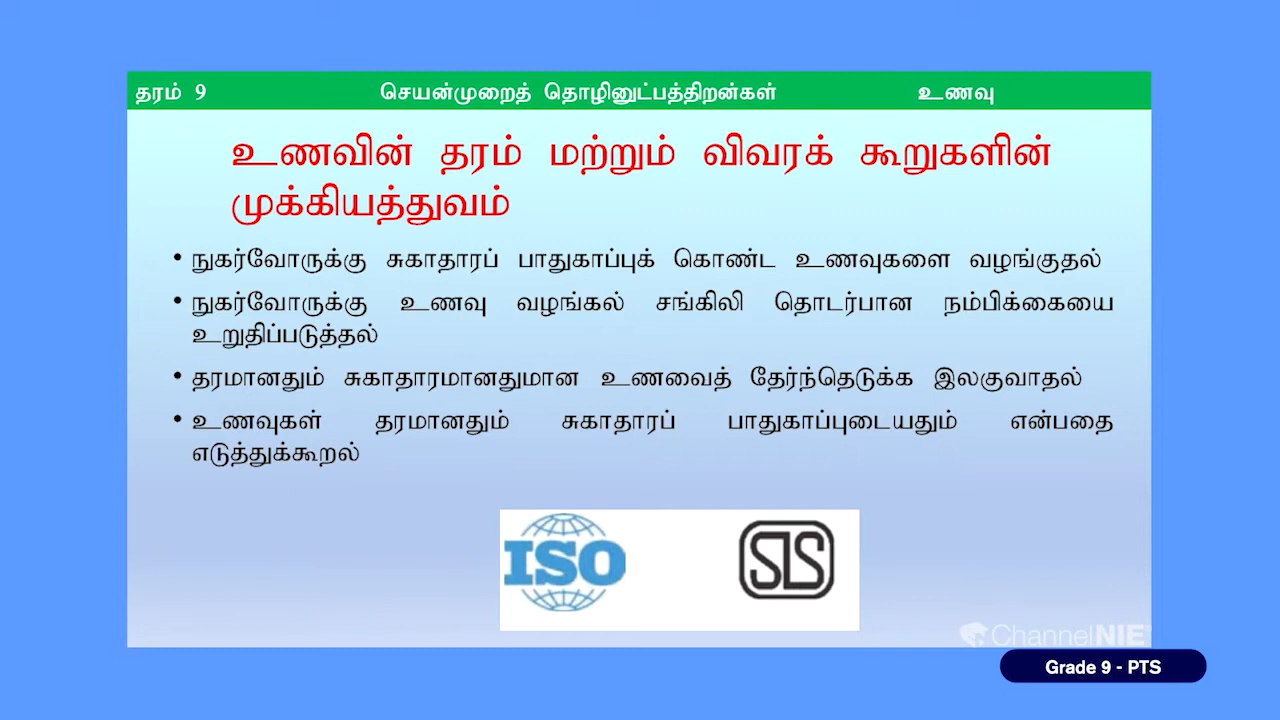 தரம் 9 செயன்முறைத் தொழினுட்பத்திறன்கள் உணவு
உணவின் தரம் மற்றும் விவரக் கூறுகளின்
முக்கியத்துவம்
• நுகர்வோருக்கு சுகாதாரப் பாதுகாப்புக் கொண்ட உணவுகளை வழங்குதல்
• நுகர்வோருக்கு உணவு வழங்கல் சங்கிலி தொடர்பான நம்பிக்கையை
உறுதிப்படுத்தல்
• தரமானதும் சுகாதாரமானதுமான உணவைத் தேர்ந்தெடுக்க இலகுவாதல்
• உணவுகள் தரமானதும் சுகாதாரப் பாதுகாப்புடையதும் என்பதை
எடுத்துக்கூறல்
ISO SLS
ChannelNIE
Grade 9 - PTS